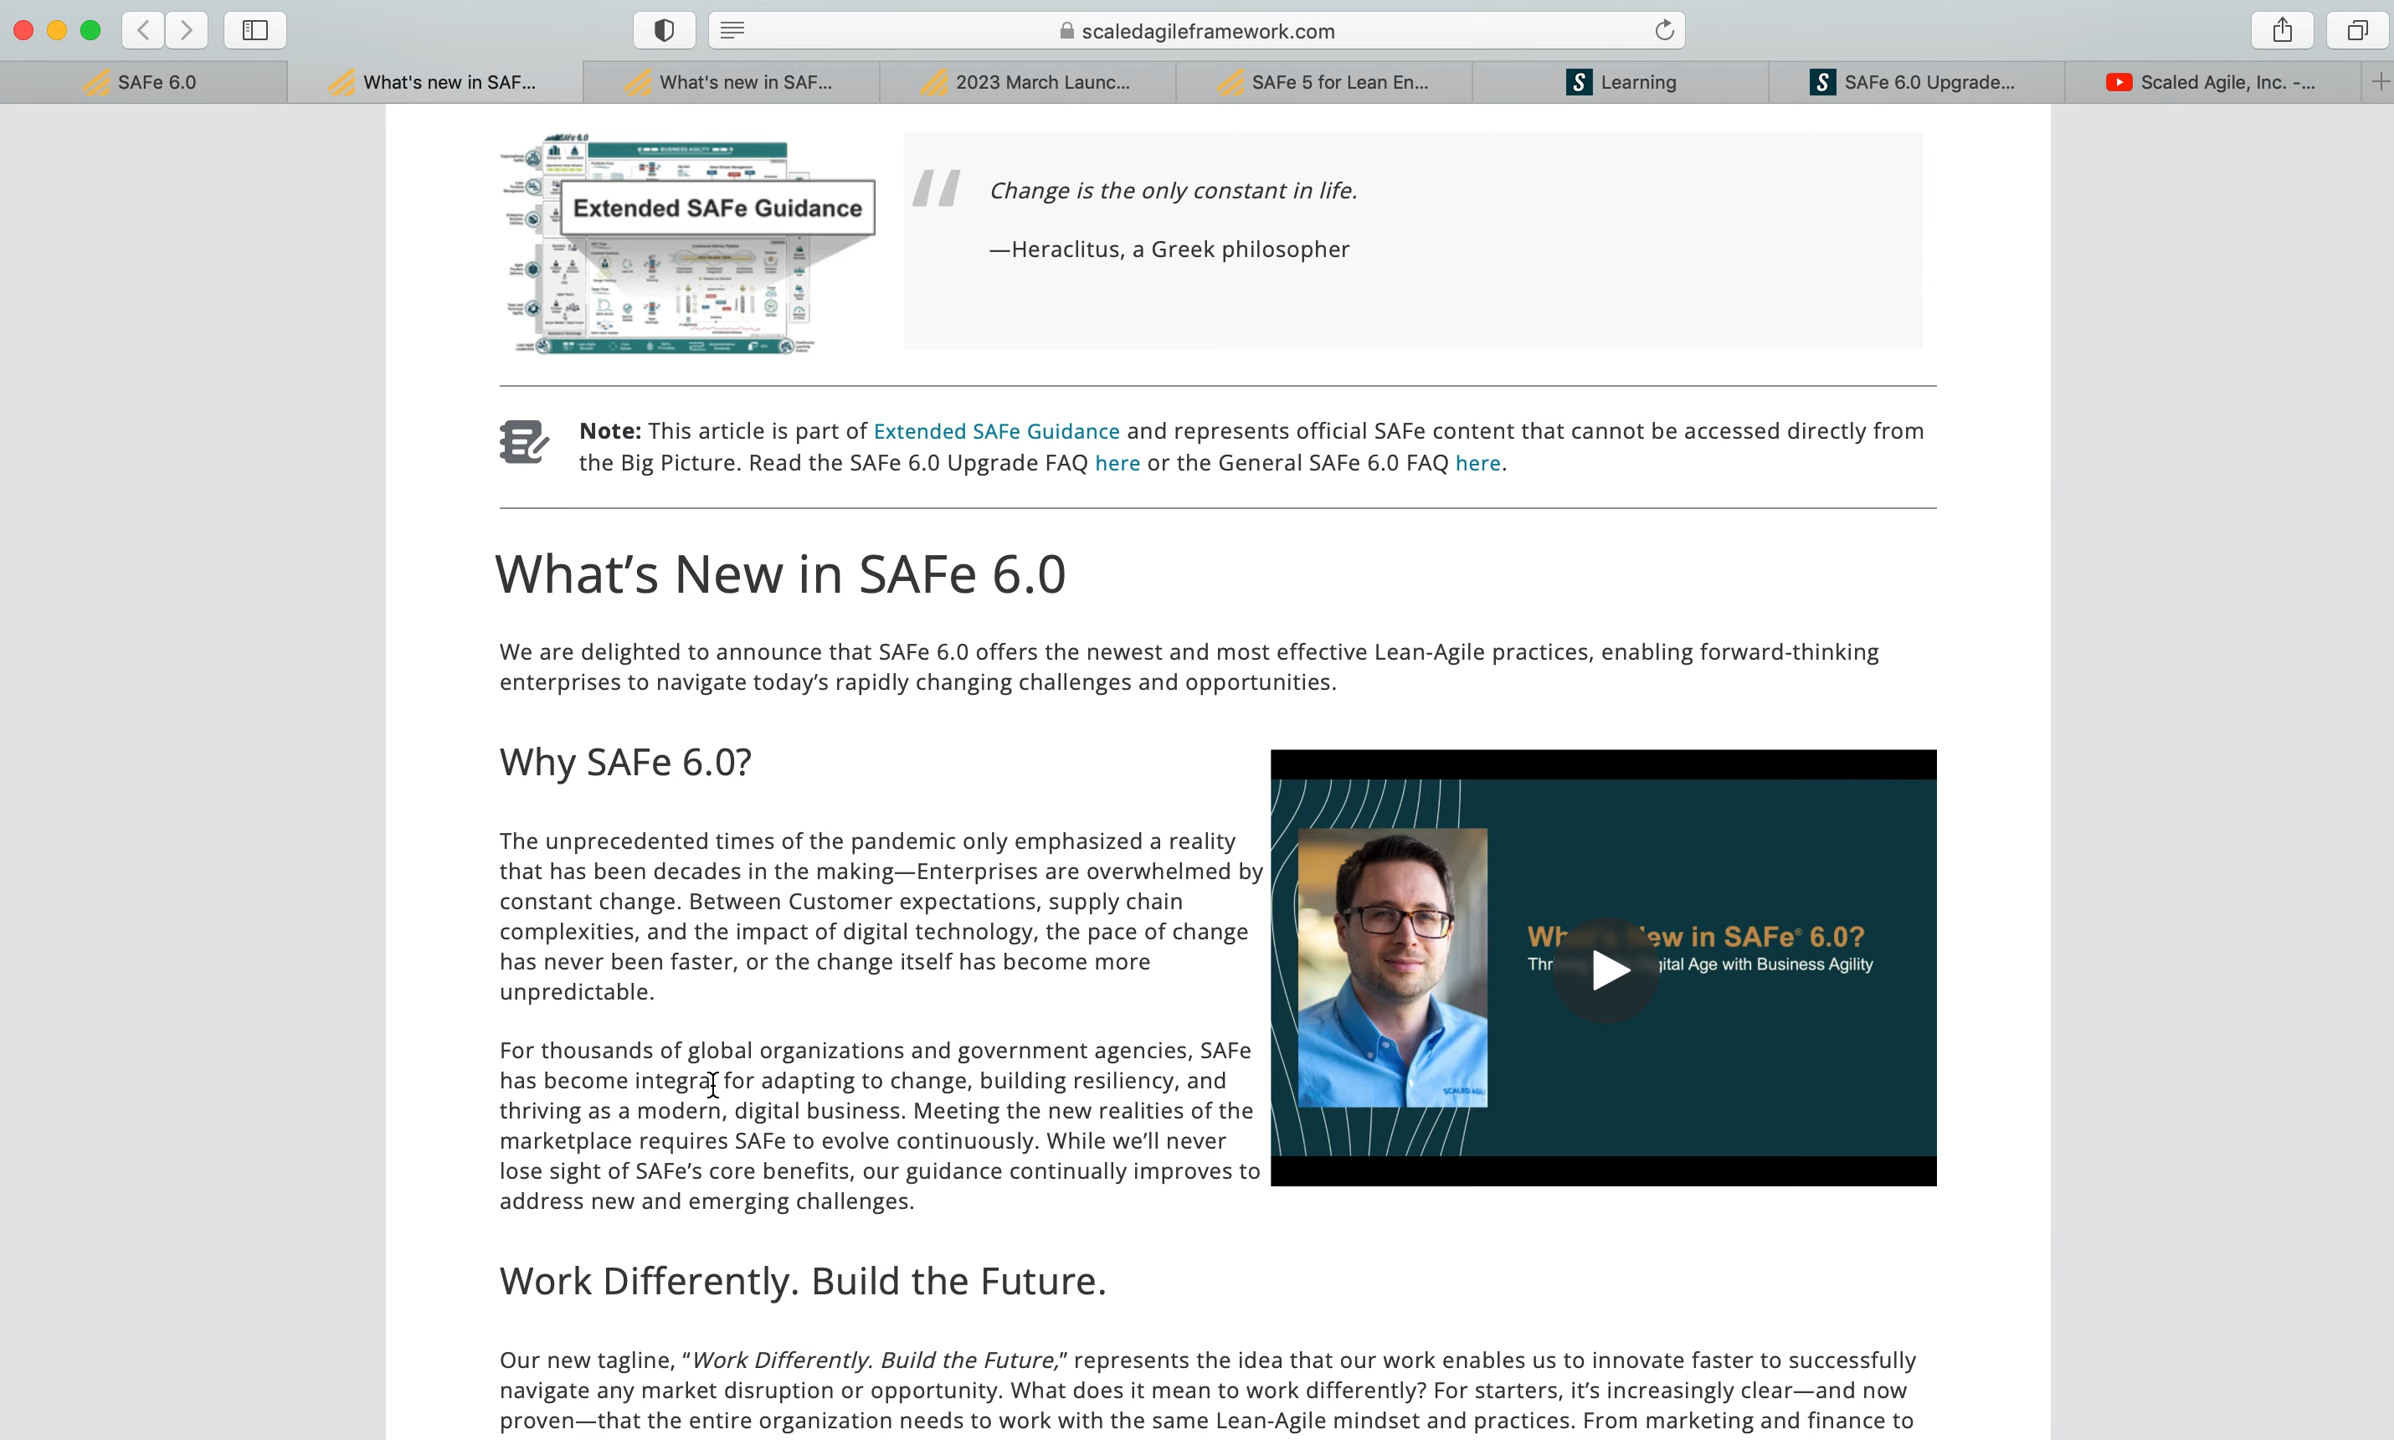 scaledagileframework.com
SAFe 6.0
What's new in SAF...
What's new in SAF...
2023 March Launc...
SAFe 5 for Lean En...
S Learning
S SAFe 6.0 Upgrade...
Scaled Agile, Inc. -...
SAFe 6.0
BUSINESS AGILITY
Extended SAFe Guidance
“
Change is the only constant in life.
—Heraclitus, a Greek philosopher
Note: This article is part of Extended SAFe Guidance and represents official SAFe content that cannot be accessed directly from
the Big Picture. Read the SAFe 6.0 Upgrade FAQ here or the General SAFe 6.0 FAQ here.
What’s New in SAFe 6.0
We are delighted to announce that SAFe 6.0 offers the newest and most effective Lean-Agile practices, enabling forward-thinking
enterprises to navigate today’s rapidly changing challenges and opportunities.
Why SAFe 6.0?
The unprecedented times of the pandemic only emphasized a reality
that has been decades in the making—Enterprises are overwhelmed by
constant change. Between Customer expectations, supply chain
complexities, and the impact of digital technology, the pace of change
has never been faster, or the change itself has become more
unpredictable.
For thousands of global organizations and government agencies, SAFe
has become integral for adapting to change, building resiliency, and
thriving as a modern, digital business. Meeting the new realities of the
marketplace requires SAFe to evolve continuously. While we’ll never
lose sight of SAFe’s core benefits, our guidance continually improves to
address new and emerging challenges.
What's New in SAFe® 6.0?
Digital Age with Business Agility
Work Differently. Build the Future.
Our new tagline, “Work Differently. Build the Future,” represents the idea that our work enables us to innovate faster to successfully
navigate any market disruption or opportunity. What does it mean to work differently? For starters, it’s increasingly clear—and now
proven—that the entire organization needs to work with the same Lean-Agile mindset and practices. From marketing and finance to